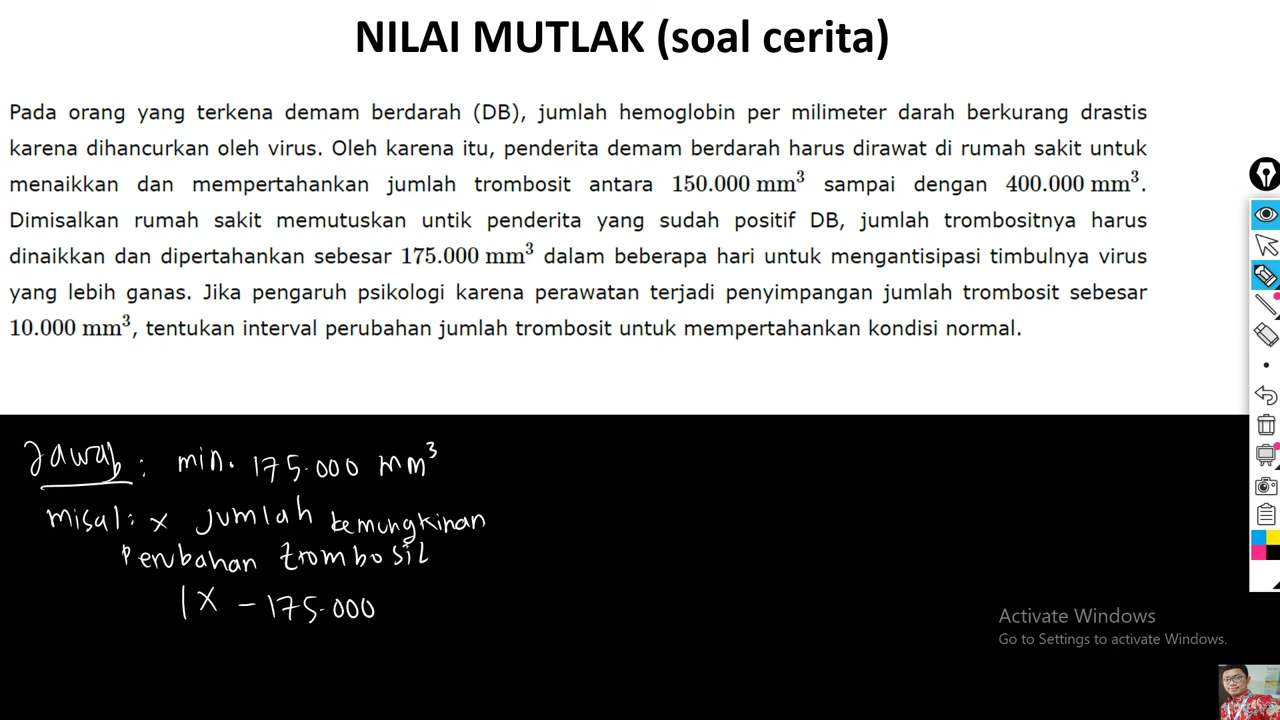 NILAI MUTLAK (soal cerita)
Pada orang yang terkena demam berdarah (DB), jumlah hemoglobin per milimeter darah berkurang drastis
karena dihancurkan oleh virus. Oleh karena itu, penderita demam berdarah harus dirawat di rumah sakit untuk
menaikkan dan mempertahankan jumlah trombosit antara 150.000 mm³ sampai dengan 400.000 mm³.
Dimisalkan rumah sakit memutuskan untik penderita yang sudah positif DB, jumlah trombositnya harus
dinaikkan dan dipertahankan sebesar 175.000 mm³ dalam beberapa hari untuk mengantisipasi timbulnya virus
yang lebih ganas. Jika pengaruh psikologi karena perawatan terjadi penyimpangan jumlah trombosit sebesar
10.000 mm³, tentukan interval perubahan jumlah trombosit untuk mempertahankan kondisi normal.
Jawab : min. 175.000 mm³
misal : x jumlah kemungkinan
perubahan trombosit
|x - 175.000
Activate Windows
Go to Settings to activate Windows.